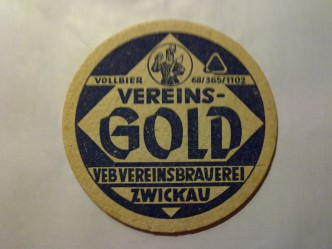 VOLLBIER 68/365/1102
VEREINS-
GOLD
VEB VEREINSBRAUEREI
ZWICKAU